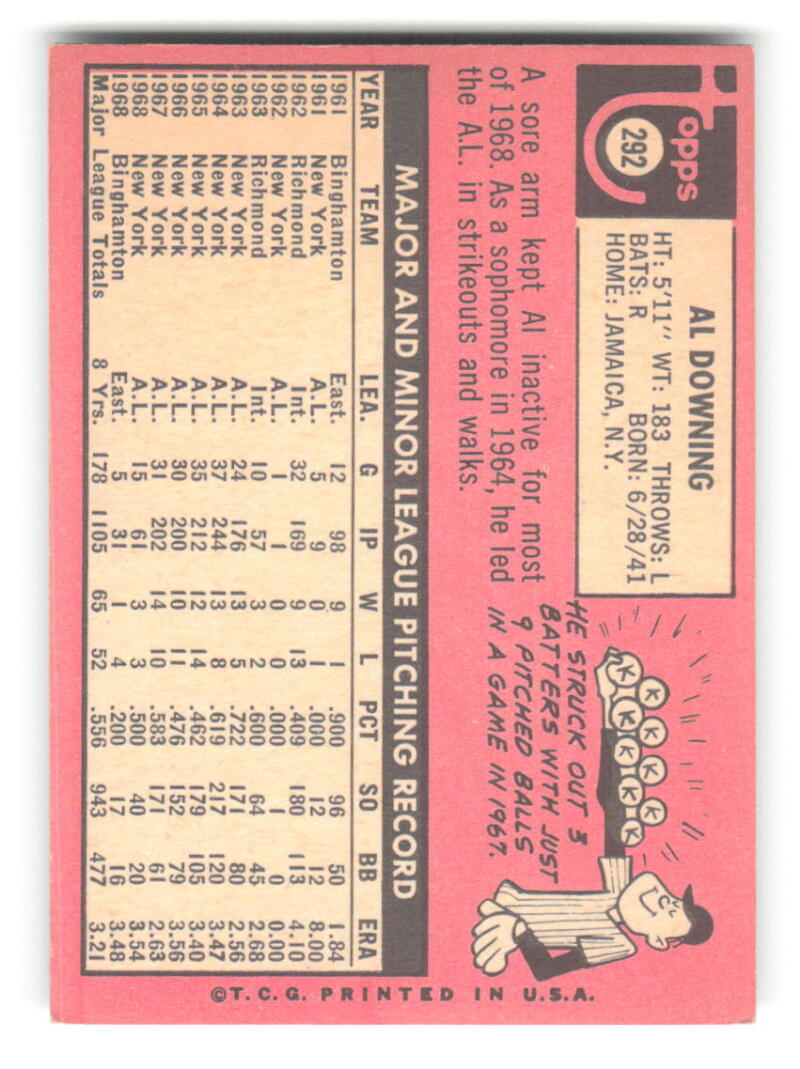 Topps
292
AL DOWNING
HT: 5'11" WT: 183 THROWS: L
BATS: R BORN: 6/28/41
HOME: JAMAICA, N.Y.
A sore arm kept Al inactive for most
of 1968. As a sophomore in 1964, he led
the A.L. in strikeouts and walks.
HE STRUCK OUT 3
BATTERS WITH JUST
9 PITCHED BALLS
IN A GAME IN 1967.
K K K K
K K K K K
MAJOR AND MINOR LEAGUE PITCHING RECORD
YEAR TEAM LEA. G IP W L PCT SO BB ERA
1961 Binghamton East. 12 98 9 1 .900 96 50 1.84
1961 New York A.L. 5 9 0 1 .000 12 12 8.00
1962 Richmond Int. 32 169 9 13 .409 180 113 4.10
1962 New York A.L. 1 1 0 0 .000 1 0 0.00
1963 Richmond Int. 10 57 3 2 .600 64 45 2.68
1963 New York A.L. 24 176 13 5 .722 171 80 2.56
1964 New York A.L. 37 244 13 8 .619 217 120 3.47
1965 New York A.L. 35 212 12 14 .462 179 105 3.40
1966 New York A.L. 30 200 10 11 .476 152 79 3.56
1967 New York A.L. 31 202 14 10 .583 171 61 2.63
1968 New York A.L. 15 61 3 3 .500 40 20 3.54
1968 Binghamton East. 5 31 1 4 .200 17 16 3.48
Major League Totals 8 Yrs. 178 1105 65 52 .556 943 477 3.21
©T.C.G. PRINTED IN U.S.A.